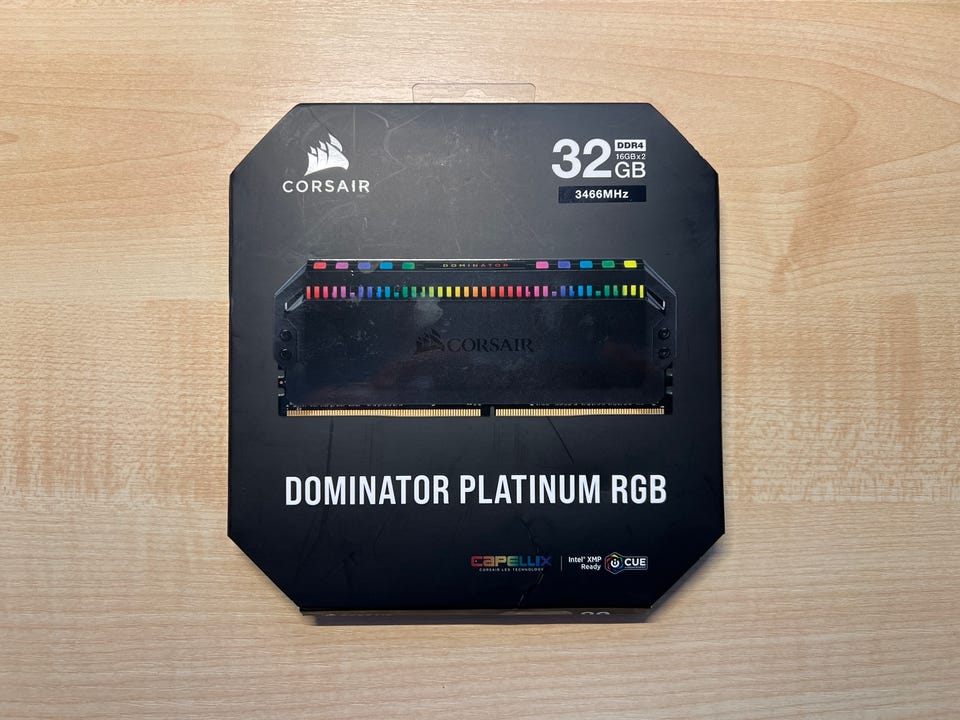 CORSAIR
32 GB
DDR4
16GBx2
3466MHz
DOMINATOR
CORSAIR
DOMINATOR PLATINUM RGB
CAPELLIX
CORSAIR LED TECHNOLOGY
Intel® XMP
Ready
CUE